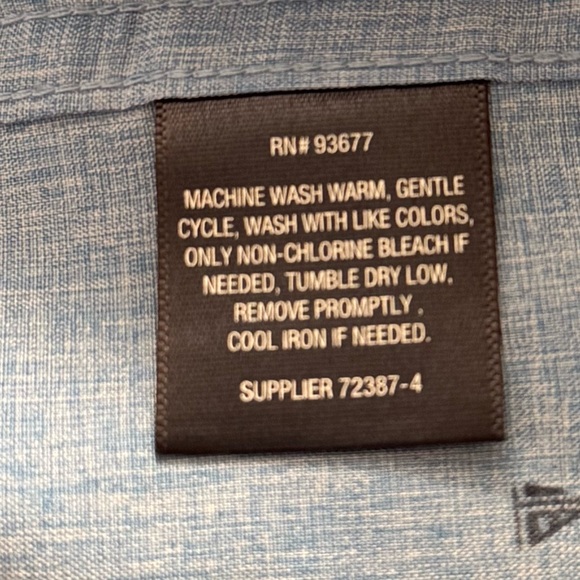 RN# 93677
MACHINE WASH WARM, GENTLE
CYCLE, WASH WITH LIKE COLORS,
ONLY NON-CHLORINE BLEACH IF
NEEDED, TUMBLE DRY LOW.
REMOVE PROMPTLY .
COOL IRON IF NEEDED.
SUPPLIER 72387-4